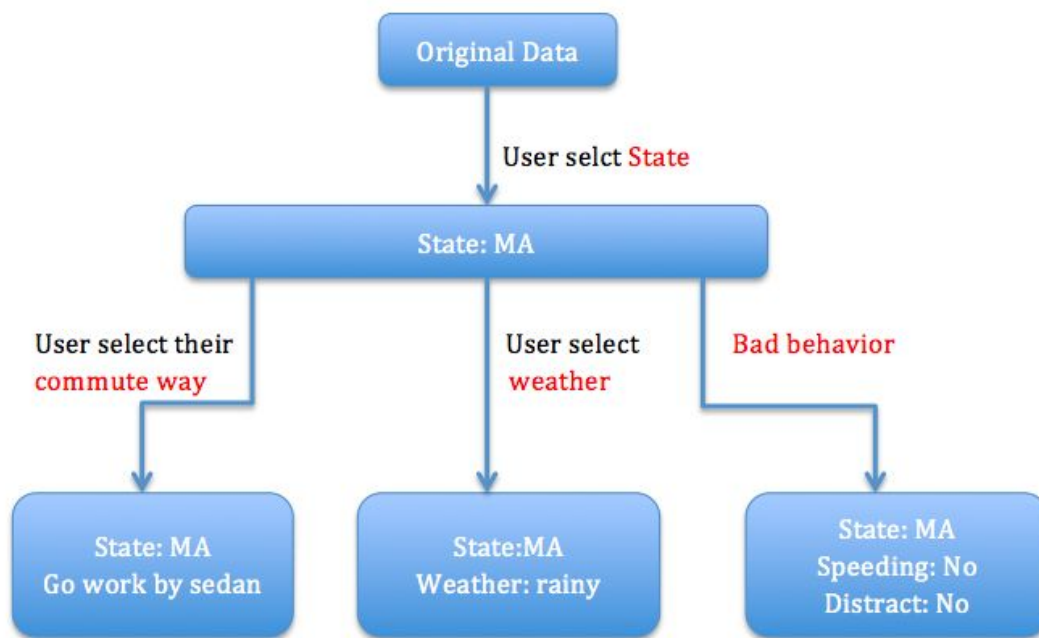 Original Data
User selct State
State: MA
User select their
commute way
User select
weather
Bad behavior
State: MA
Go work by sedan
State:MA
Weather: rainy
State: MA
Speeding: No
Distract: No